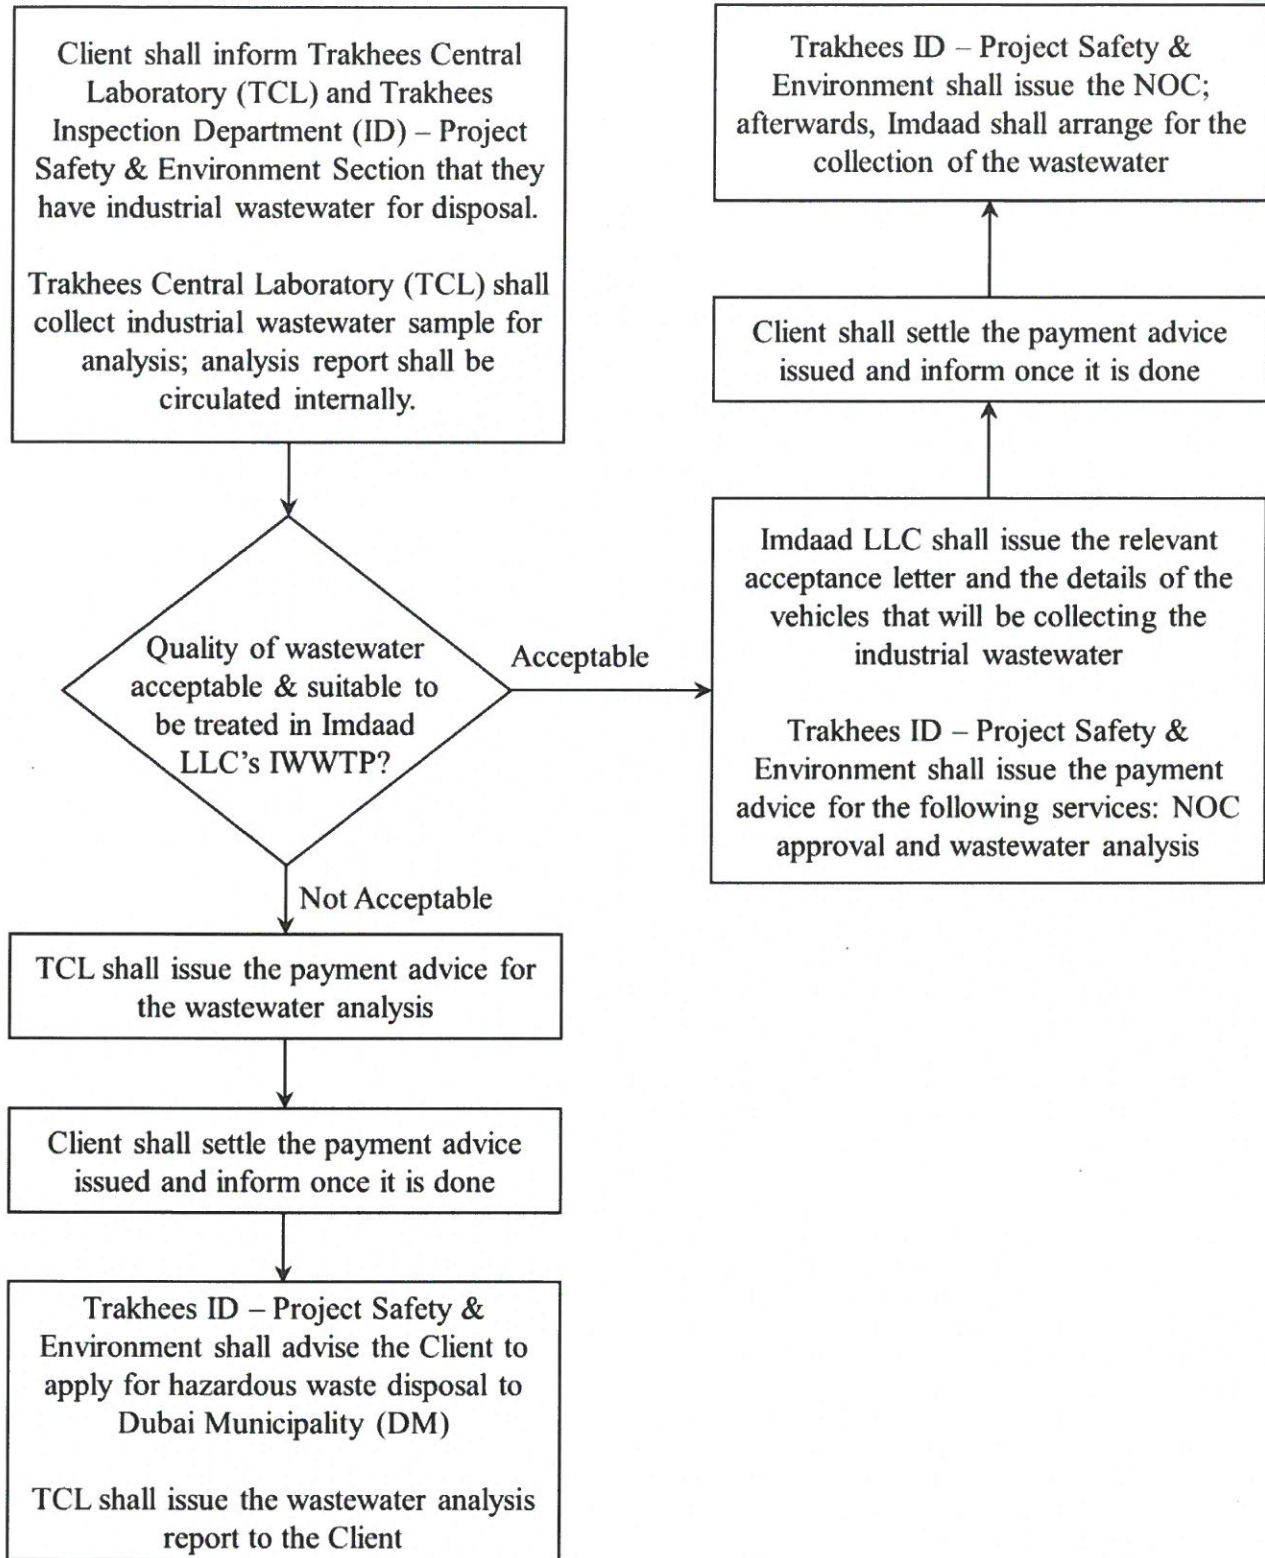 Client shall inform Trakhees Central
Laboratory (TCL) and Trakhees
Inspection Department (ID) – Project
Safety & Environment Section that they
have industrial wastewater for disposal.
Trakhees Central Laboratory (TCL) shall
collect industrial wastewater sample for
analysis; analysis report shall be
circulated internally.
Quality of wastewater
acceptable & suitable to
be treated in Imdaad
LLC's IWWTP?
Acceptable
Imdaad LLC shall issue the relevant
acceptance letter and the details of the
vehicles that will be collecting the
industrial wastewater
Trakhees ID – Project Safety &
Environment shall issue the payment
advice for the following services: NOC
approval and wastewater analysis
Client shall settle the payment advice
issued and inform once it is done
Trakhees ID – Project Safety &
Environment shall issue the NOC;
afterwards, Imdaad shall arrange for the
collection of the wastewater
Not Acceptable
TCL shall issue the payment advice for
the wastewater analysis
Client shall settle the payment advice
issued and inform once it is done
Trakhees ID – Project Safety &
Environment shall advise the Client to
apply for hazardous waste disposal to
Dubai Municipality (DM)
TCL shall issue the wastewater analysis
report to the Client